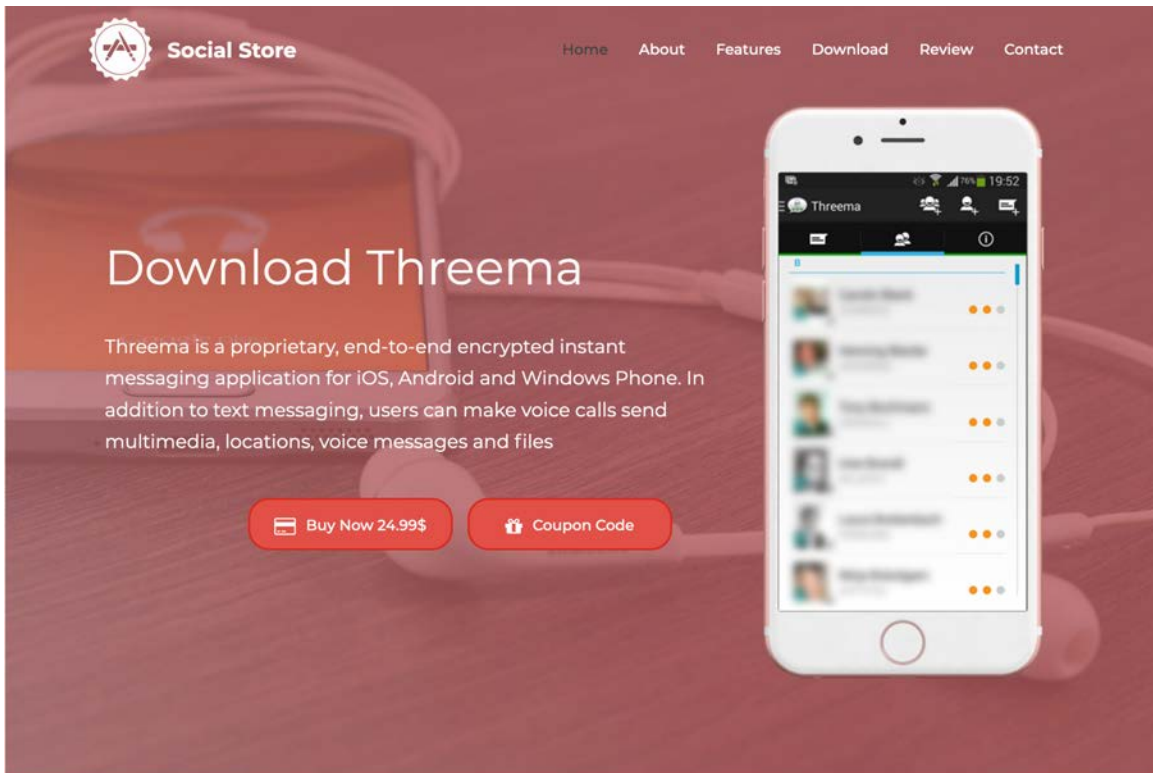 Social Store
Home About Features Download Review Contact
76% 19:52
Threema
B
Download Threema
Threema is a proprietary, end-to-end encrypted instant
messaging application for iOS, Android and Windows Phone. In
addition to text messaging, users can make voice calls send
multimedia, locations, voice messages and files
Buy Now 24.99$ Coupon Code